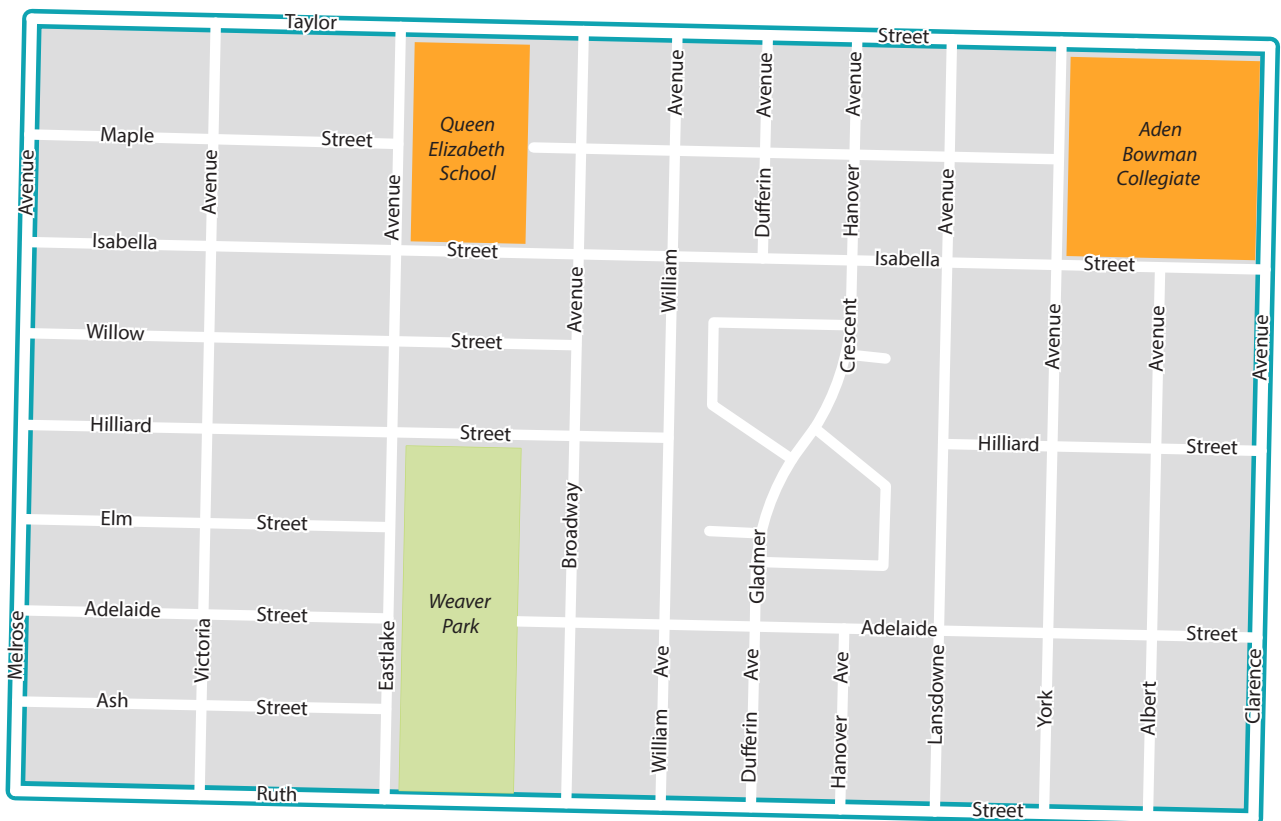 Taylor Street
Maple Street
Isabella Street Isabella Street
Willow Street
Hilliard Street
Hilliard Street
Elm Street
Adelaide Street
Adelaide Street
Ash Street
Ruth Street
Queen
Elizabeth
School
Aden
Bowman
Collegiate
Weaver
Park
Melrose Avenue
Victoria Avenue
Eastlake Avenue
Broadway Avenue
William Avenue
William Ave
Dufferin Avenue
Dufferin Ave
Hanover Avenue
Hanover Ave
Gladmer Crescent
Lansdowne Avenue
York Avenue
Albert Avenue
Clarence Avenue